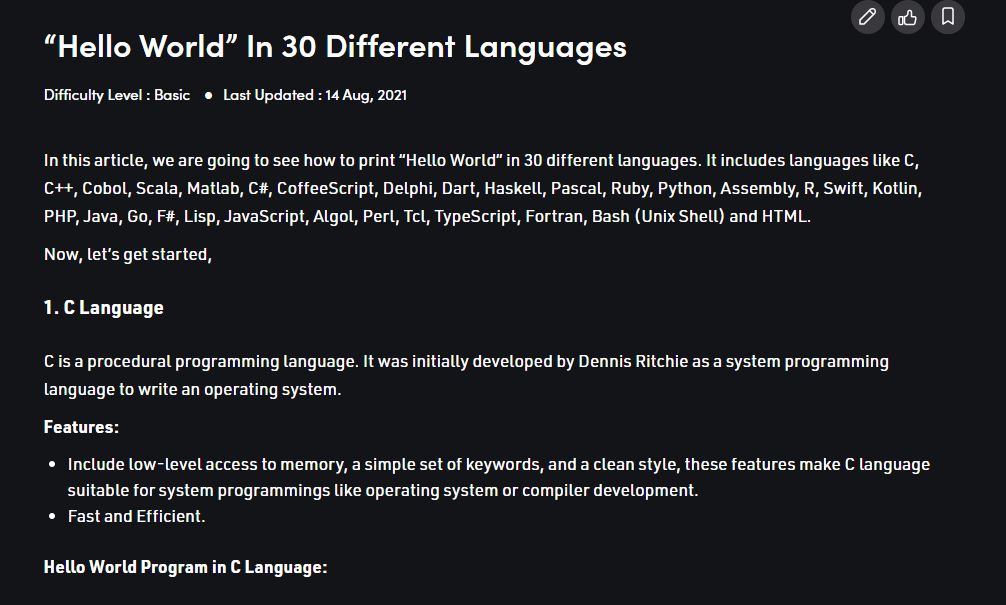 “Hello World” In 30 Different Languages
Difficulty Level : Basic ● Last Updated : 14 Aug, 2021
In this article, we are going to see how to print “Hello World” in 30 different languages. It includes languages like C,
C++, Cobol, Scala, Matlab, C#, CoffeeScript, Delphi, Dart, Haskell, Pascal, Ruby, Python, Assembly, R, Swift, Kotlin,
PHP, Java, Go, F#, Lisp, JavaScript, Algol, Perl, Tcl, TypeScript, Fortran, Bash (Unix Shell) and HTML.
Now, let’s get started,
1. C Language
C is a procedural programming language. It was initially developed by Dennis Ritchie as a system programming
language to write an operating system.
Features:
• Include low-level access to memory, a simple set of keywords, and a clean style, these features make C language
suitable for system programmings like operating system or compiler development.
• Fast and Efficient.
Hello World Program in C Language: